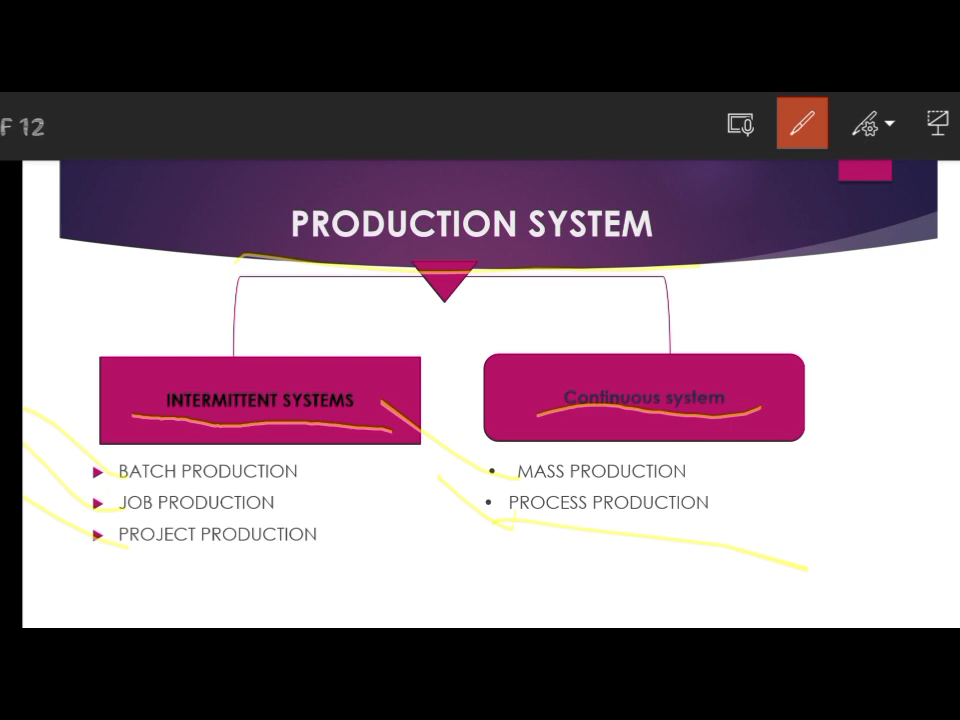 F 12
PRODUCTION SYSTEM
INTERMITTENT SYSTEMS
BATCH PRODUCTION
JOB PRODUCTION
PROJECT PRODUCTION
Continuous system
MASS PRODUCTION
PROCESS PRODUCTION